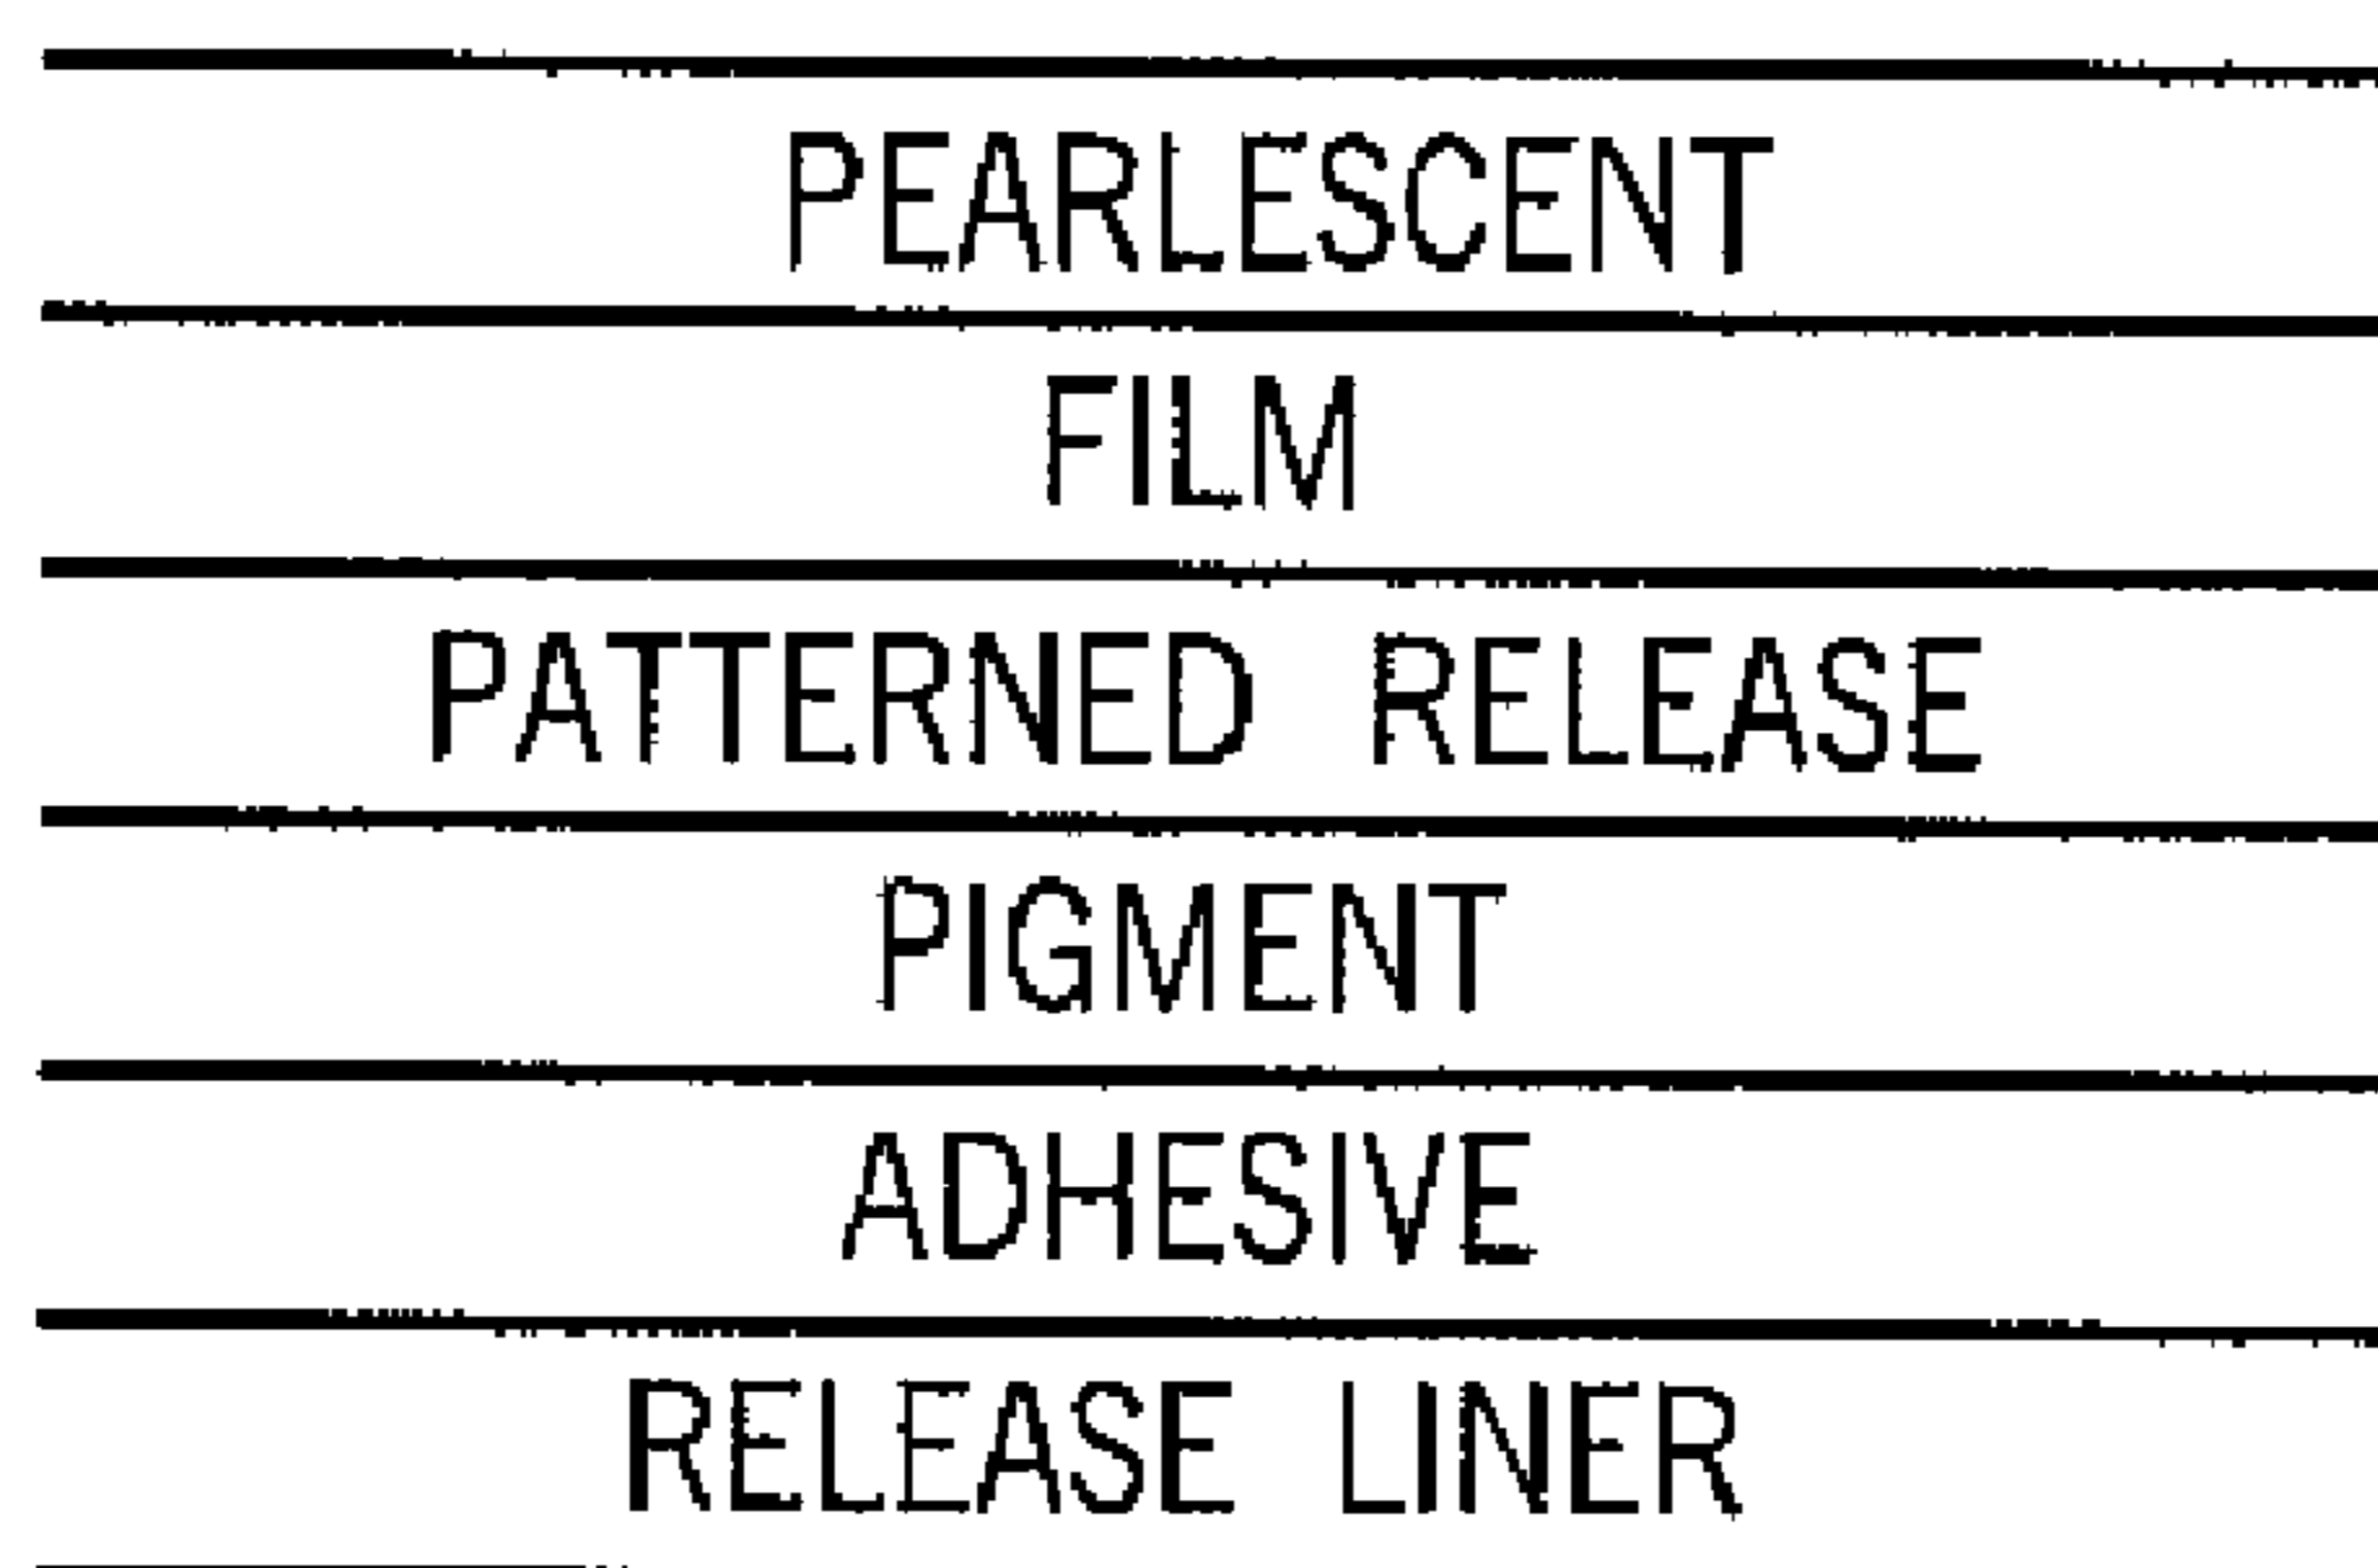 PEARLESCENT
FILM
PATTERNED RELEASE
PIGMENT
ADHESIVE
RELEASE LINER